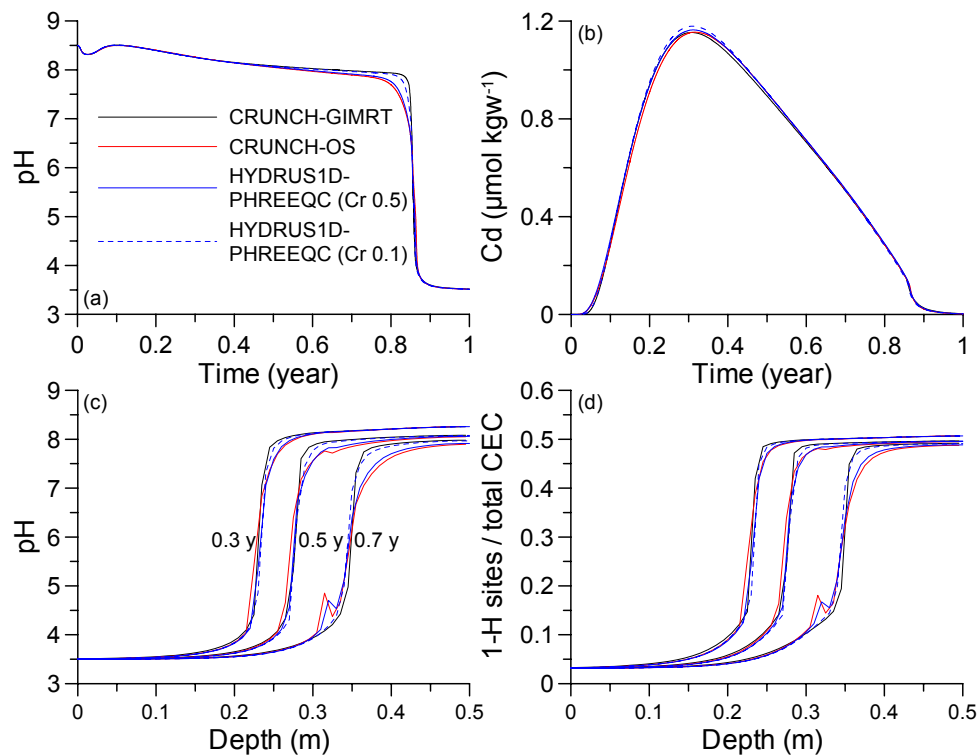 9
8
7
6
5
4
3
pH
CRUNCH-GIMRT
CRUNCH-OS
HYDRUS1D-
PHREEQC (Cr 0.5)
HYDRUS1D-
PHREEQC (Cr 0.1)
(a)
0 0.2 0.4 0.6 0.8 1
Time (year)
(b)
1.2
0.8
0.4
0
Cd (µmol kgw⁻¹)
0 0.2 0.4 0.6 0.8 1
Time (year)
(c)
9
8
7
6
5
4
3
pH
0.3 y 0.5 y 0.7 y
0 0.1 0.2 0.3 0.4 0.5
Depth (m)
(d)
0.6
0.5
0.4
0.3
0.2
0.1
0
1-H sites / total CEC
0 0.1 0.2 0.3 0.4 0.5
Depth (m)